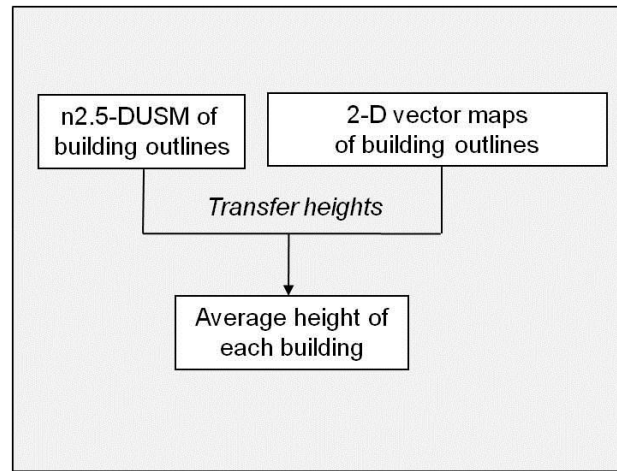 n2.5-DUSM of
building outlines
2-D vector maps
of building outlines
Transfer heights
Average height of
each building